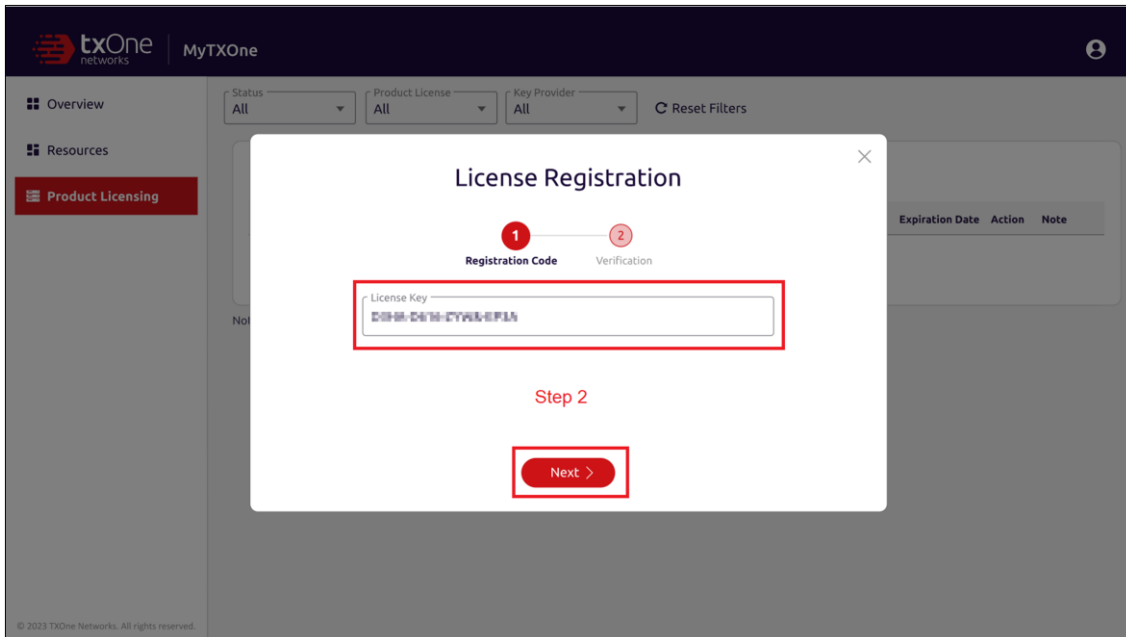 txOne
networks
MyTXOne
Overview
Resources
Product Licensing
Status
All
Product License
All
Key Provider
All
Reset Filters
License Registration
1
2
Registration Code
Verification
Expiration Date Action Note
License Key
Step 2
Next
© 2023 TXOne Networks. All rights reserved.